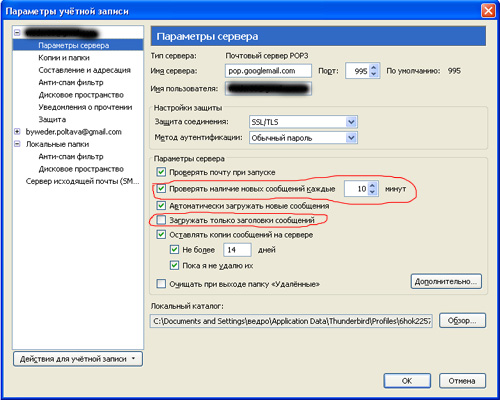 Параметры учётной записи
Параметры сервера
Копии и папки
Составление и адресация
Анти-спам фильтр
Дисковое пространство
Уведомления о прочтении
Защита
byweder.poltava@gmail.com
Локальные папки
Анти-спам фильтр
Дисковое пространство
Сервер исходящей почты (SM...
Действия для учётной записи
Параметры сервера
Тип сервера: Почтовый сервер POP3
Имя сервера: pop.googlemail.com Порт: 995 По умолчанию: 995
Имя пользователя:
Настройки защиты
Защита соединения: SSL/TLS
Метод аутентификации: Обычный пароль
Параметры сервера
Проверять почту при запуске
Проверять наличие новых сообщений каждые 10 минут
Автоматически загружать новые сообщения
Загружать только заголовки сообщений
Оставлять копии сообщений на сервере
Не более 14 дней
Пока я не удалю их
Очищать при выходе папку «Удалённые»
Дополнительно...
Локальный каталог:
C:\Documents and Settings\ведро\Application Data\Thunderbird\Profiles\6hok2257
Обзор...
ОК Отмена